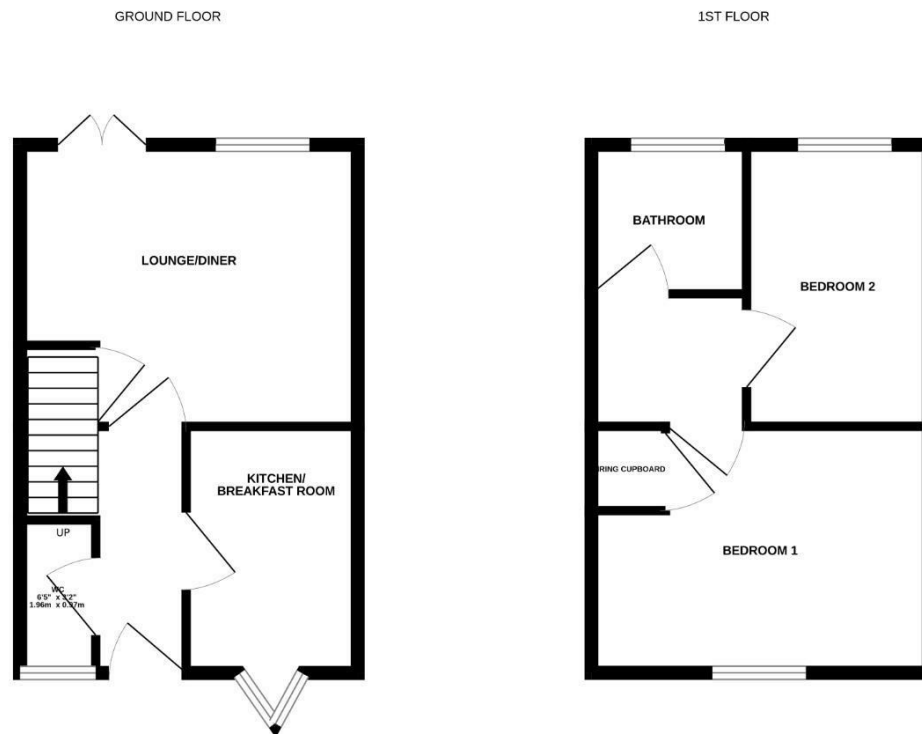 GROUND FLOOR
1ST FLOOR
LOUNGE/DINER
KITCHEN/
BREAKFAST ROOM
UP
WC
6'5" x 3'2"
1.96m x 0.97m
BATHROOM
BEDROOM 2
IRING CUPBOARD
BEDROOM 1